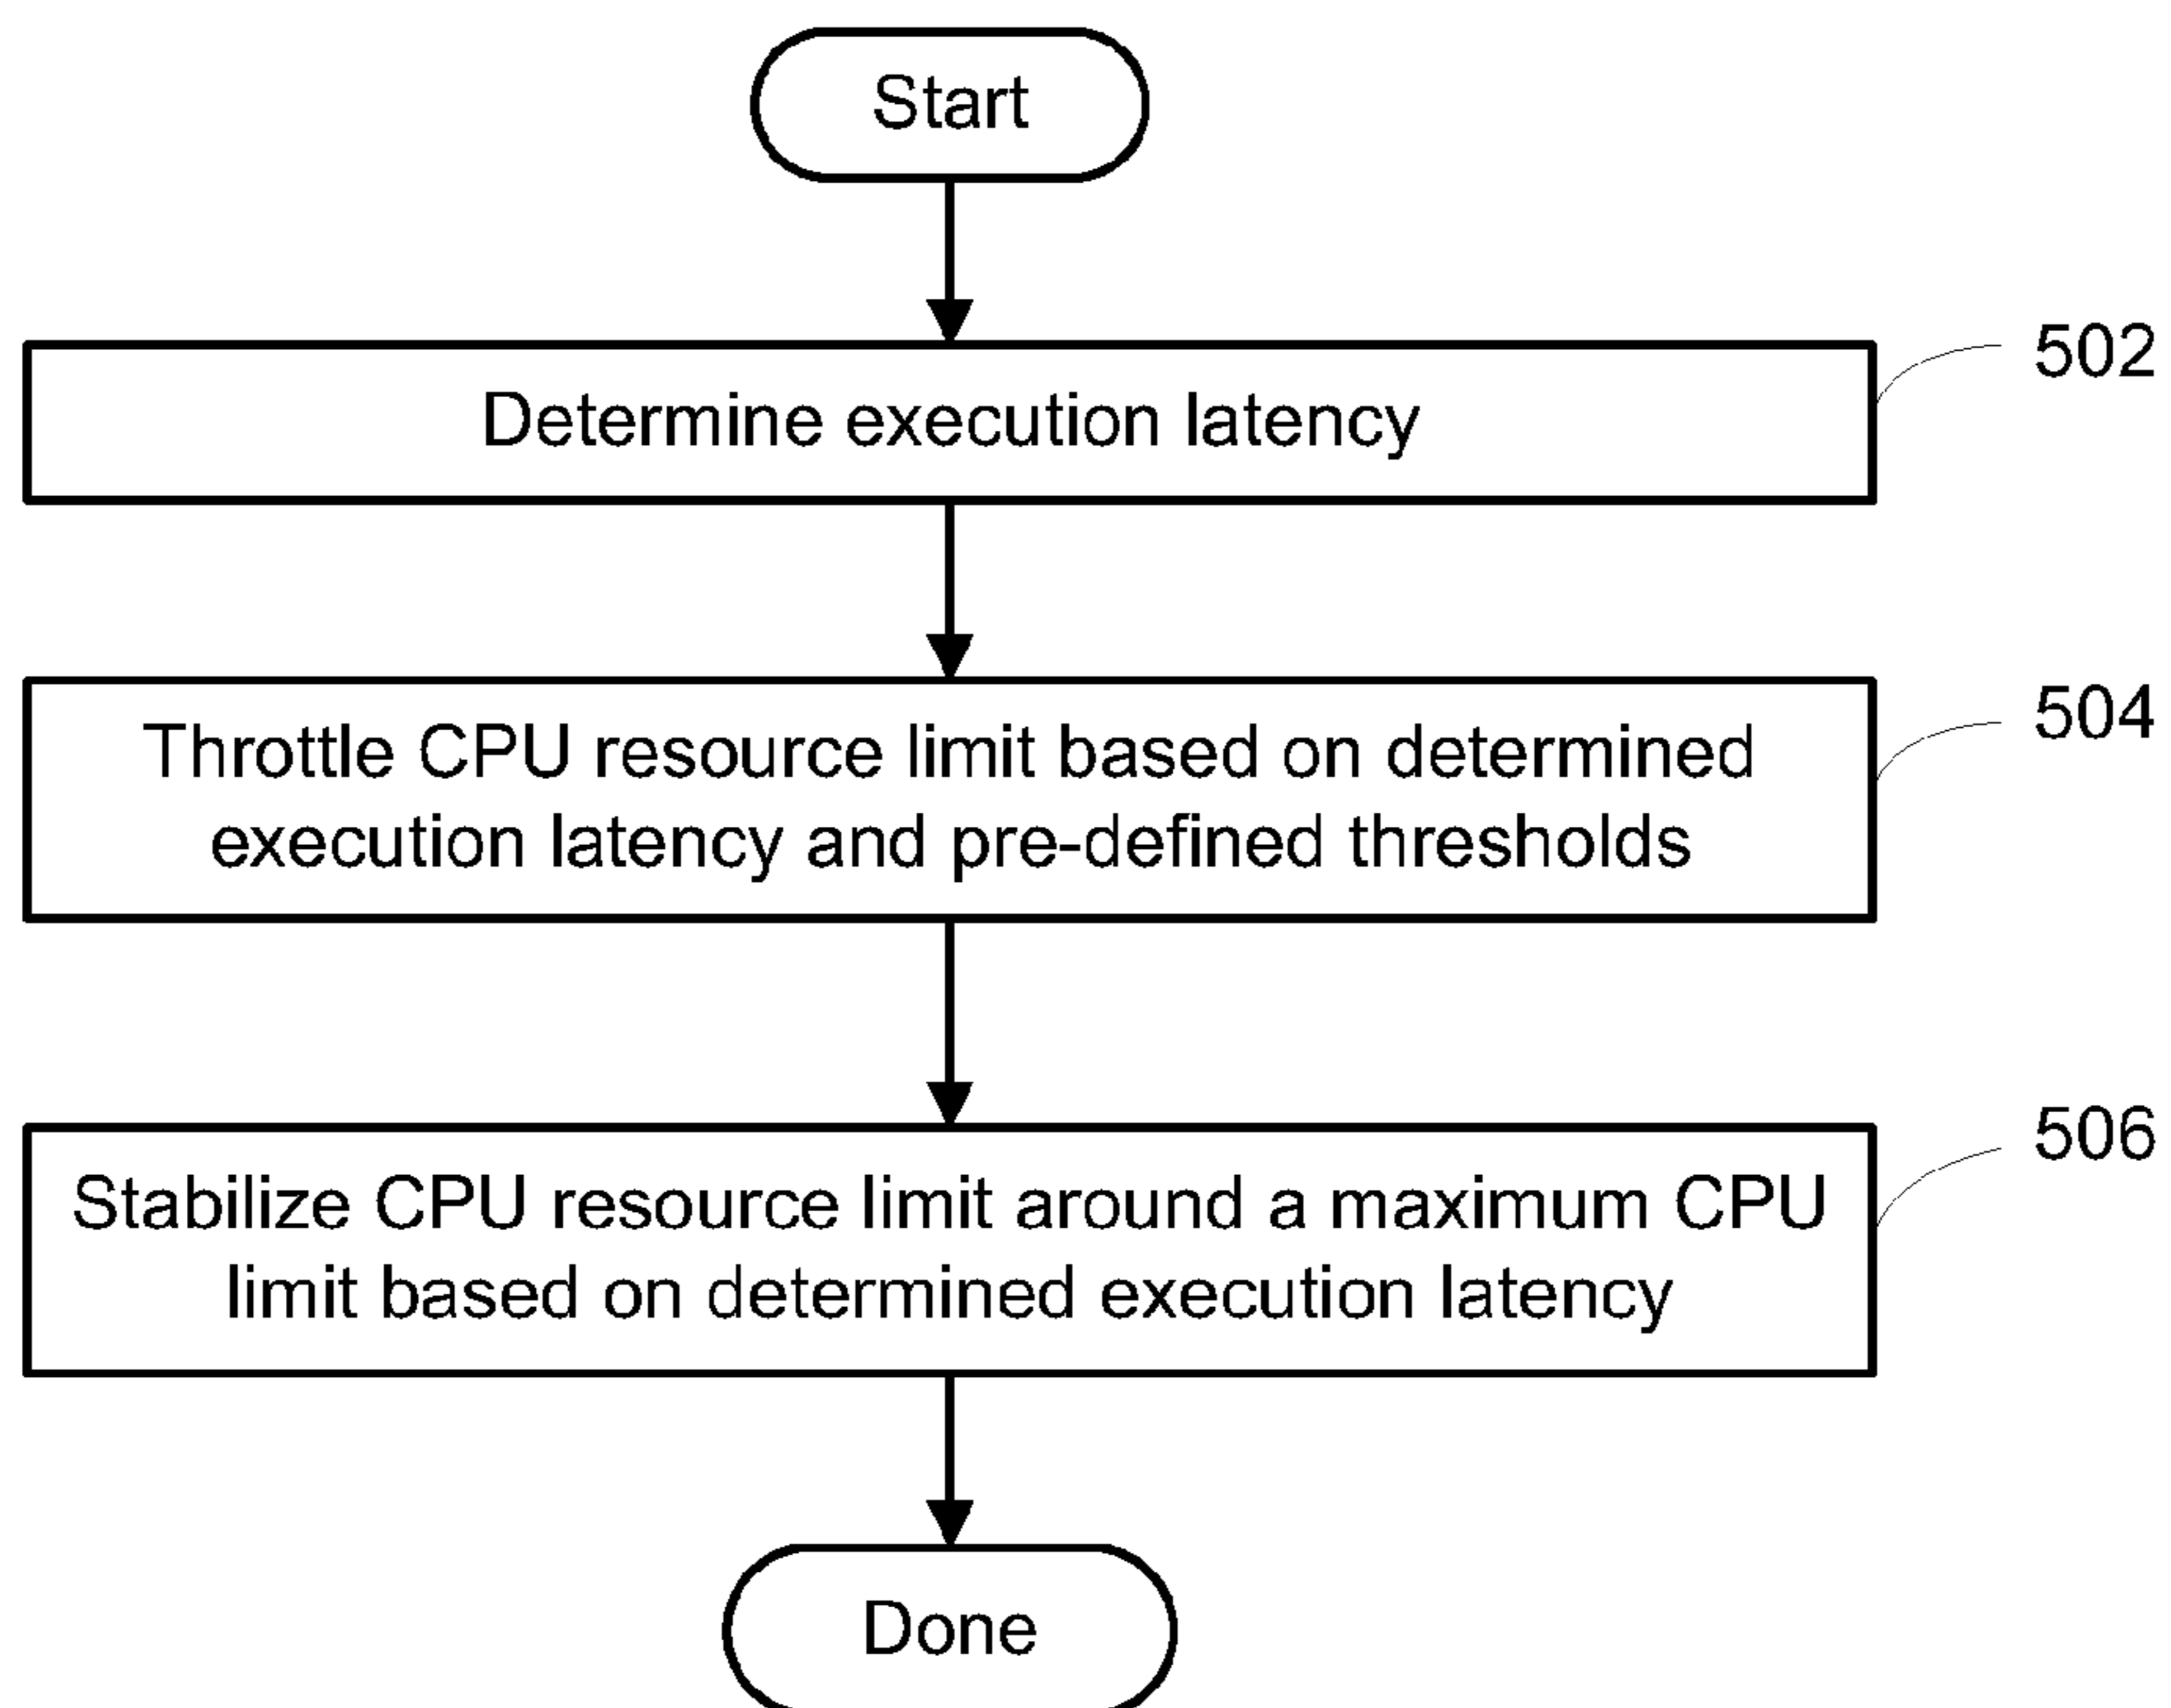 Start
502
Determine execution latency
504
Throttle CPU resource limit based on determined
execution latency and pre-defined thresholds
506
Stabilize CPU resource limit around a maximum CPU
limit based on determined execution latency
Done